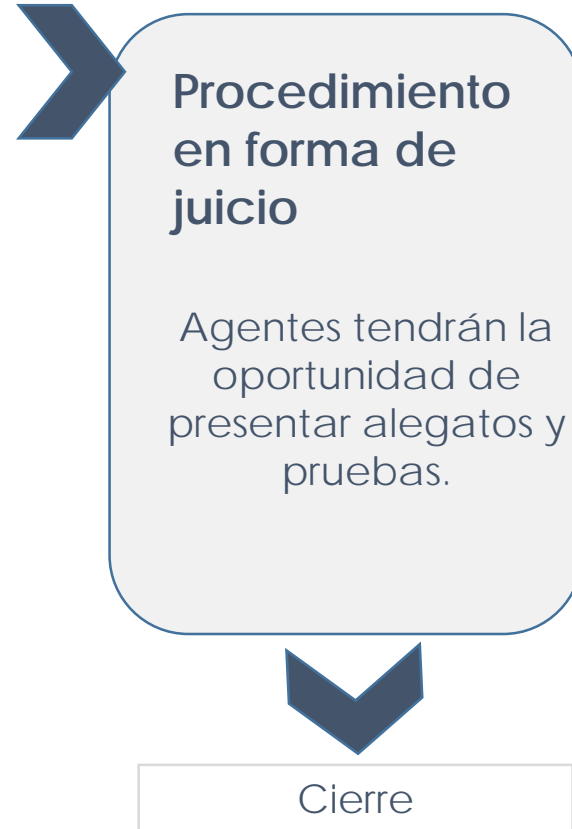 Procedimiento
en forma de
juicio
Agentes tendrán la
oportunidad de
presentar alegatos y
pruebas.
Cierre